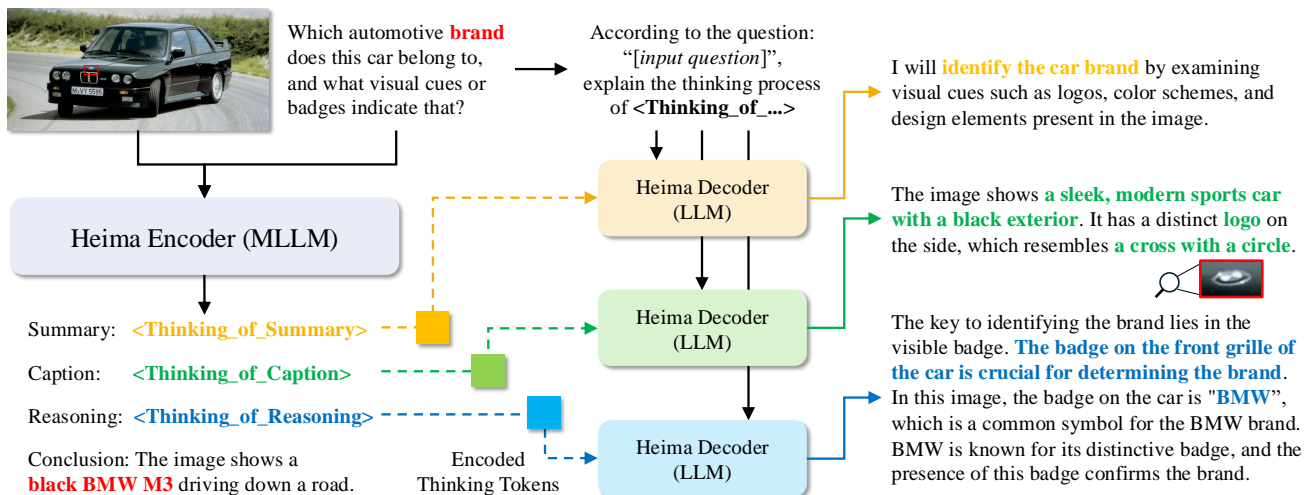 Which automotive brand
does this car belong to,
and what visual cues or
badges indicate that?
According to the question:
“[input question]”,
explain the thinking process
of <Thinking_of_...>
I will identify the car brand by examining
visual cues such as logos, color schemes, and
design elements present in the image.
Heima Encoder (MLLM)
Heima Decoder
(LLM)
The image shows a sleek, modern sports car
with a black exterior. It has a distinct logo on
the side, which resembles a cross with a circle.
Heima Decoder
(LLM)
Summary: <Thinking_of_Summary>
Caption: <Thinking_of_Caption>
Reasoning: <Thinking_of_Reasoning>
Conclusion: The image shows a
black BMW M3 driving down a road.
Encoded
Thinking Tokens
Heima Decoder
(LLM)
The key to identifying the brand lies in the
visible badge. The badge on the front grille of
the car is crucial for determining the brand.
In this image, the badge on the car is "BMW”,
which is a common symbol for the BMW brand.
BMW is known for its distinctive badge, and the
presence of this badge confirms the brand.